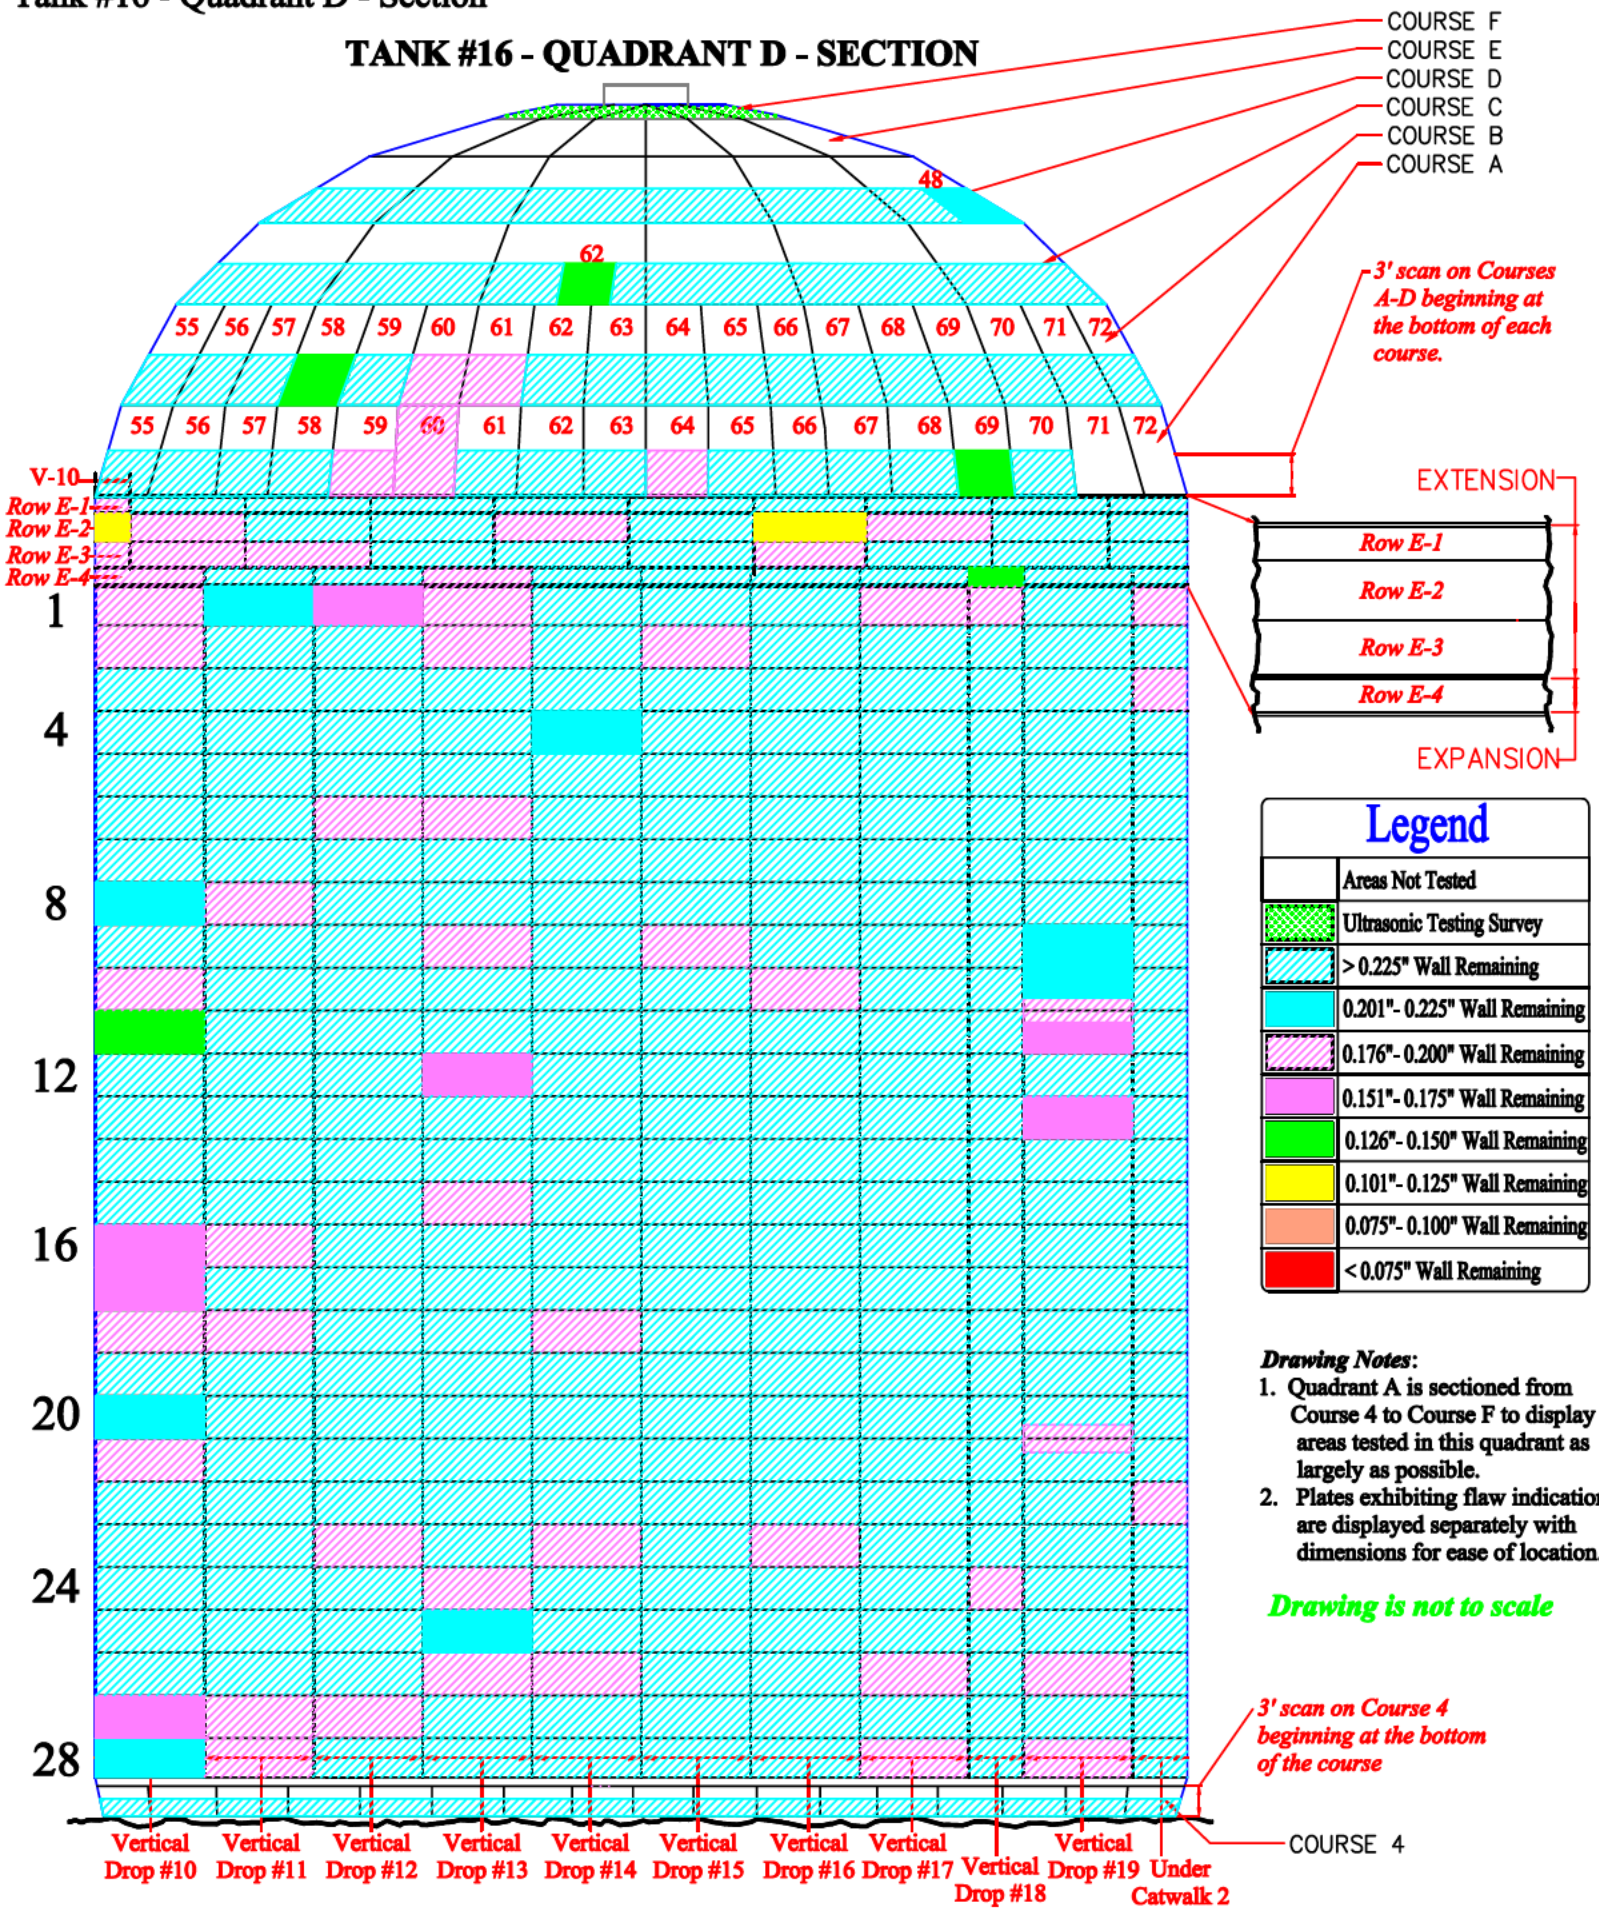 Tank #16 - Quadrant D - Section
TANK #16 - QUADRANT D - SECTION
COURSE F
COURSE E
COURSE D
COURSE C
COURSE B
COURSE A
48
62
3' scan on Courses
A-D beginning at
the bottom of each
course.
55 56 57 58 59 60 61 62 63 64 65 66 67 68 69 70 71 72
55 56 57 58 59 60 61 62 63 64 65 66 67 68 69 70 71 72
V-10
Row E-1
Row E-2
Row E-3
Row E-4
EXTENSION
Row E-1
Row E-2
Row E-3
Row E-4
EXPANSION
1
4
8
12
16
20
24
28
Legend
Areas Not Tested
Ultrasonic Testing Survey
> 0.225" Wall Remaining
0.201"- 0.225" Wall Remaining
0.176"- 0.200" Wall Remaining
0.151"- 0.175" Wall Remaining
0.126"- 0.150" Wall Remaining
0.101"- 0.125" Wall Remaining
0.075"- 0.100" Wall Remaining
< 0.075" Wall Remaining
Drawing Notes:
1. Quadrant A is sectioned from
Course 4 to Course F to display
areas tested in this quadrant as
largely as possible.
2. Plates exhibiting flaw indication
are displayed separately with
dimensions for ease of location.
Drawing is not to scale
3' scan on Course 4
beginning at the bottom
of the course
COURSE 4
Vertical
Drop #10
Vertical
Drop #11
Vertical
Drop #12
Vertical
Drop #13
Vertical
Drop #14
Vertical
Drop #15
Vertical
Drop #16
Vertical
Drop #17
Vertical
Drop #18
Vertical
Drop #19
Under
Catwalk 2